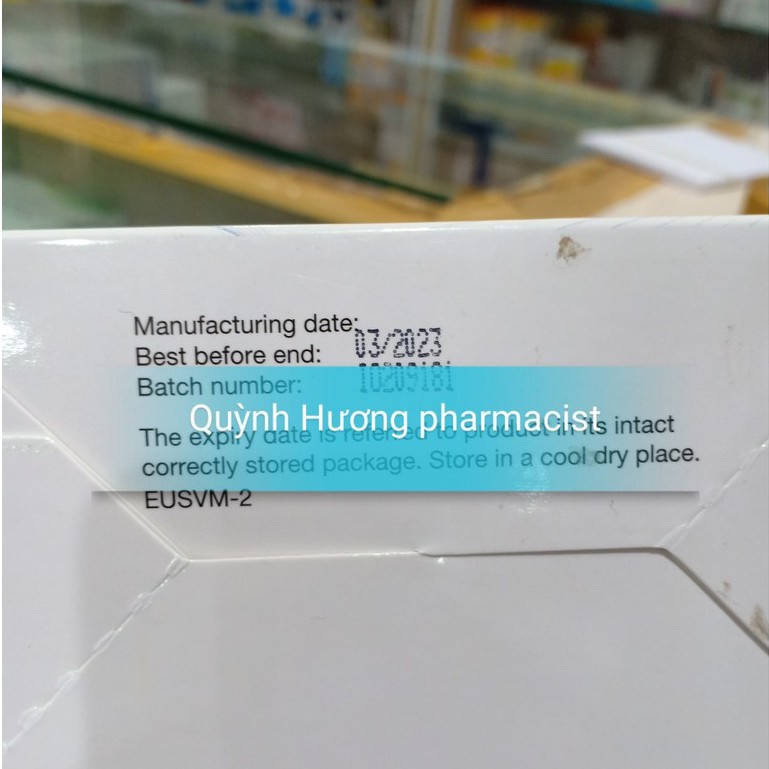 Manufacturing date:
Best before end: 03/2023
Batch number: 10209181
Quỳnh Hương pharmacist
The expiry date is referred to product in its intact
correctly stored package. Store in a cool dry place.
EUSVM-2